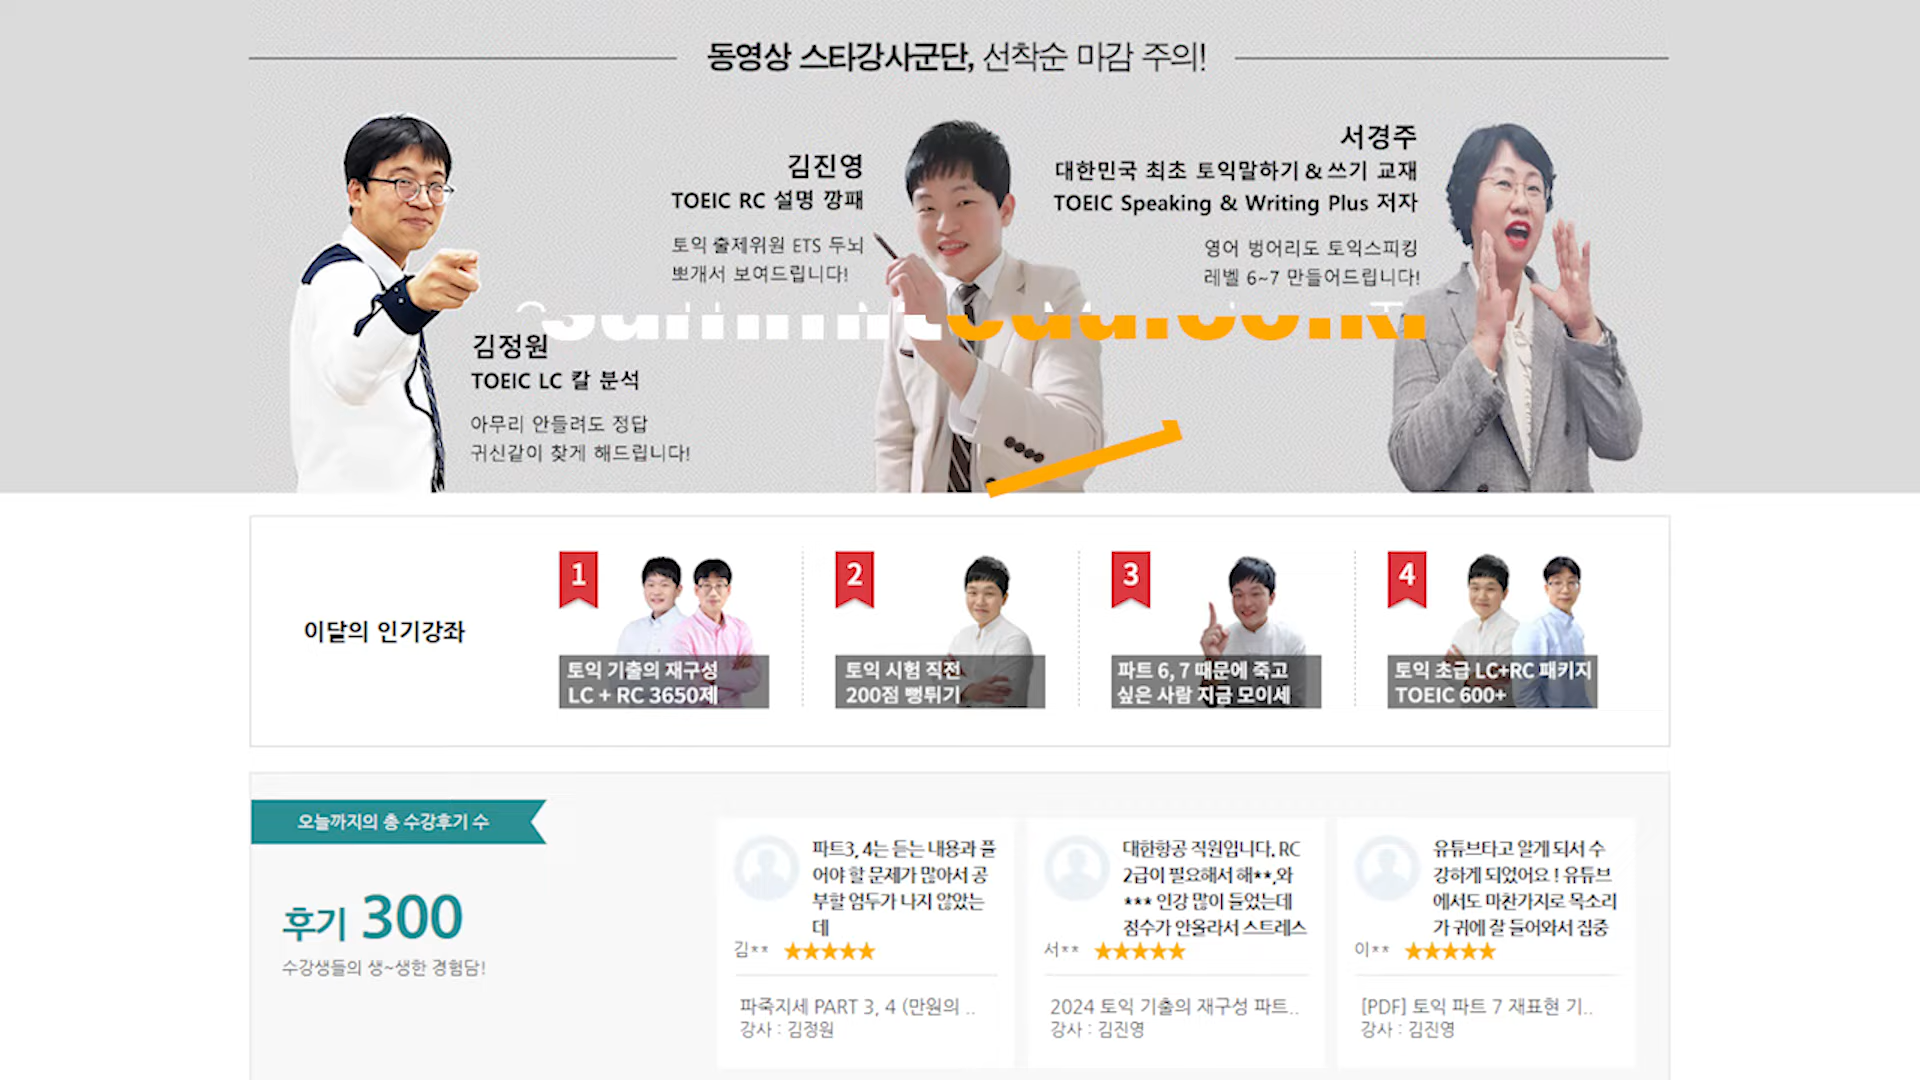 동영상 스타강사군단, 선착순 마감 주의!
김정원
TOEIC LC 칼 분석
아무리 안들려도 정답
귀신같이 찾게 해드립니다!
김진영
TOEIC RC 설명 깡패
토익 출제위원 ETS 두뇌
뽀개서 보여드립니다!
서경주
대한민국 최초 토익말하기 & 쓰기 교재
TOEIC Speaking & Writing Plus 저자
영어 벙어리도 토익스피킹
레벨 6~7 만들어드립니다!
이달의 인기강좌
1
토익 기출의 재구성
LC + RC 3650제
2
토익 시험 직전
200점 뻥튀기
3
파트 6, 7 때문에 죽고
싶은 사람 지금 모이세
4
토익 초급 LC+RC 패키지
TOEIC 600+
오늘까지의 총 수강후기 수
후기 300
수강생들의 생~생한 경험담!
파트3, 4는 듣는 내용과 풀
어야 할 문제가 많아서 공
부할 엄두가 나지 않았는
데
김** ★★★★★
파죽지세 PART 3, 4 (만원의 ..
강사 : 김정원
대한항공 직원입니다. RC
2급이 필요해서 해**,와
*** 인강 많이 들었는데
점수가 안올라서 스트레스
서** ★★★★★
2024 토익 기출의 재구성 파트..
강사 : 김진영
유튜브타고 알게 되서 수
강하게 되었어요 ! 유튜브
에서도 마찬가지로 목소리
가 귀에 잘 들어와서 집중
이** ★★★★★
[PDF] 토익 파트 7 재표현 기..
강사 : 김진영